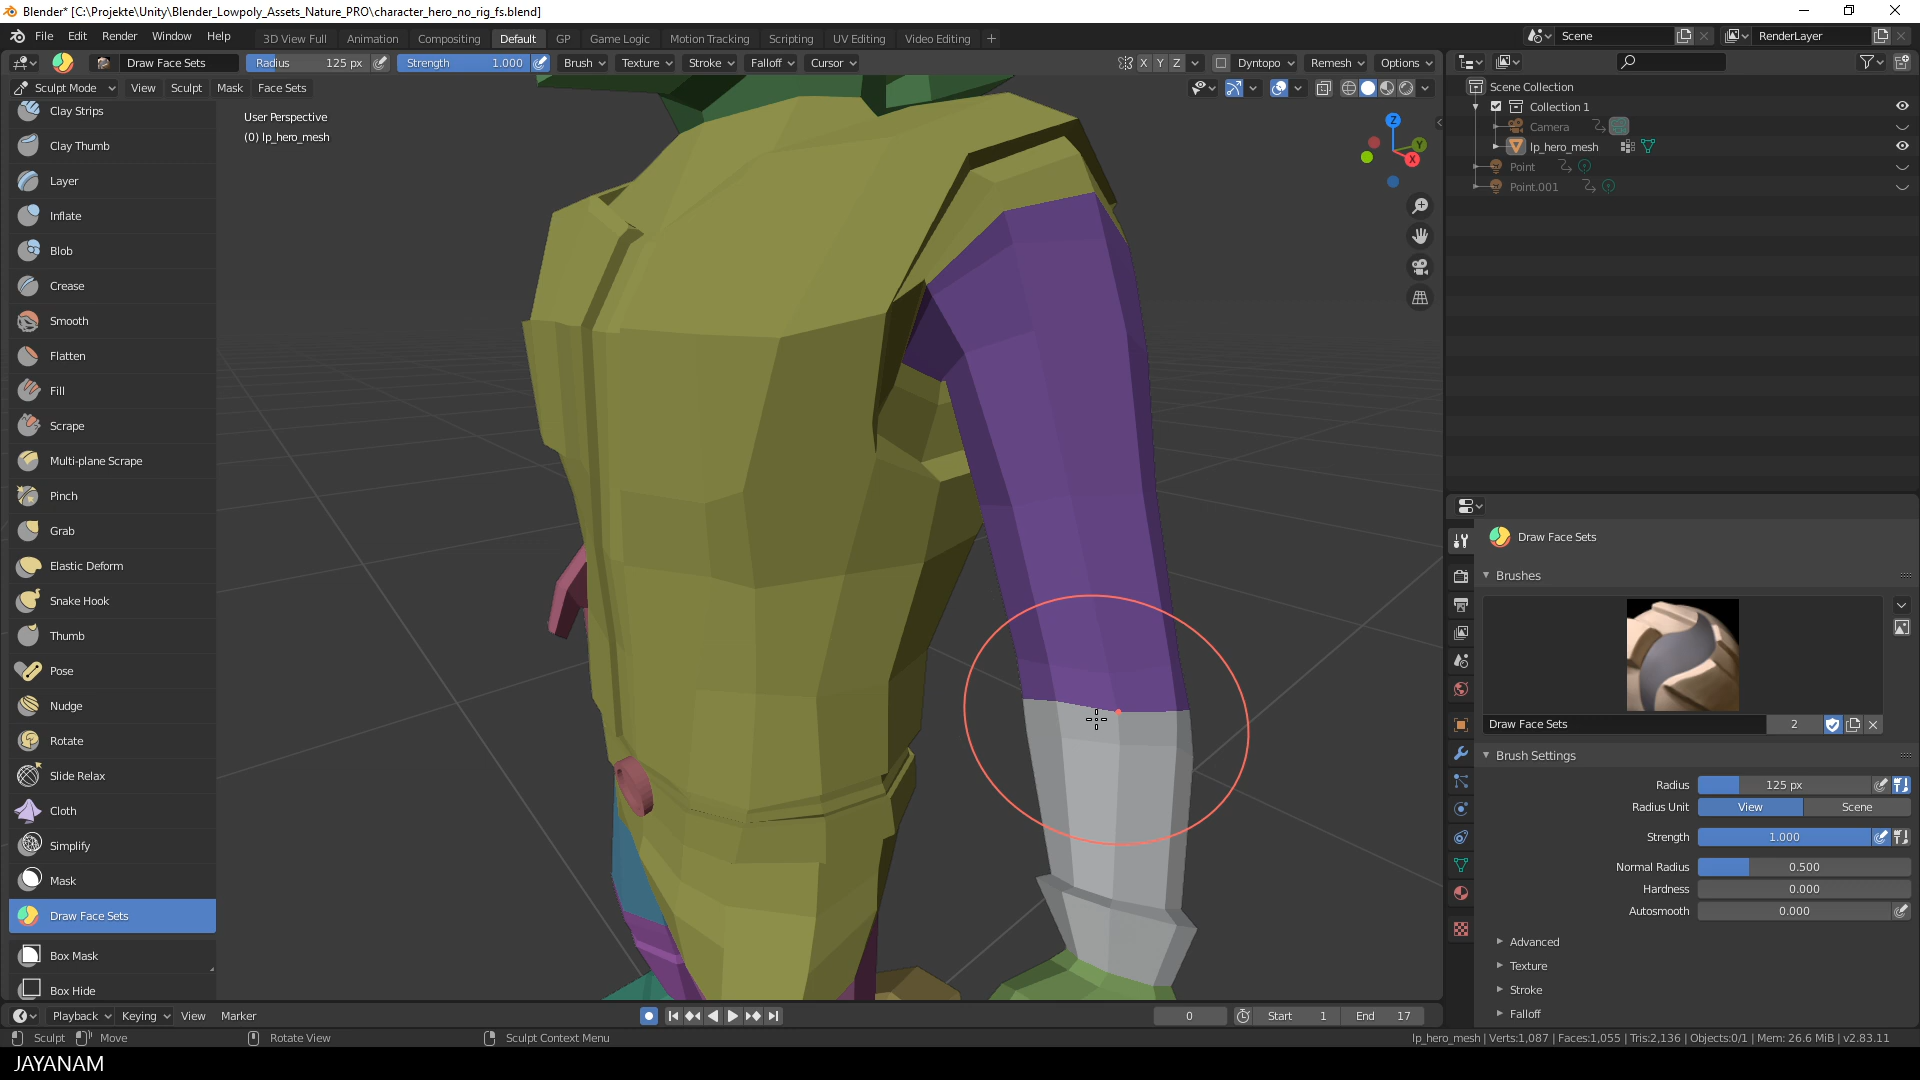 Blender* [C:\Projekte\Unity\Blender_Lowpoly_Assets_Nature_PRO\character_hero_no_rig_fs.blend]
File Edit Render Window Help 3D View Full Animation Compositing Default GP Game Logic Motion Tracking Scripting UV Editing Video Editing + Scene RenderLayer
Draw Face Sets Radius 125 px Strength 1.000 Brush Texture Stroke Falloff Cursor X Y Z Dyntopo Remesh Options
Sculpt Mode View Sculpt Mask Face Sets
User Perspective
(0) lp_hero_mesh
Z
Y
X
Clay Strips
Clay Thumb
Layer
Inflate
Blob
Crease
Smooth
Flatten
Fill
Scrape
Multi-plane Scrape
Pinch
Grab
Elastic Deform
Snake Hook
Thumb
Pose
Nudge
Rotate
Slide Relax
Cloth
Simplify
Mask
Draw Face Sets
Box Mask
Box Hide
Scene Collection
Collection 1
Camera
lp_hero_mesh
Point
Point.001
Draw Face Sets
Brushes
Draw Face Sets 2
Brush Settings
Radius 125 px
Radius Unit View Scene
Strength 1.000
Normal Radius 0.500
Hardness 0.000
Autosmooth 0.000
Advanced
Texture
Stroke
Falloff
Playback Keying View Marker 0 Start 1 End 17
Sculpt Move Rotate View Sculpt Context Menu lp_hero_mesh | Verts:1,087 | Faces:1,055 | Tris:2,136 | Objects:0/1 | Mem: 26.6 MiB | v2.83.11
JAYANAM